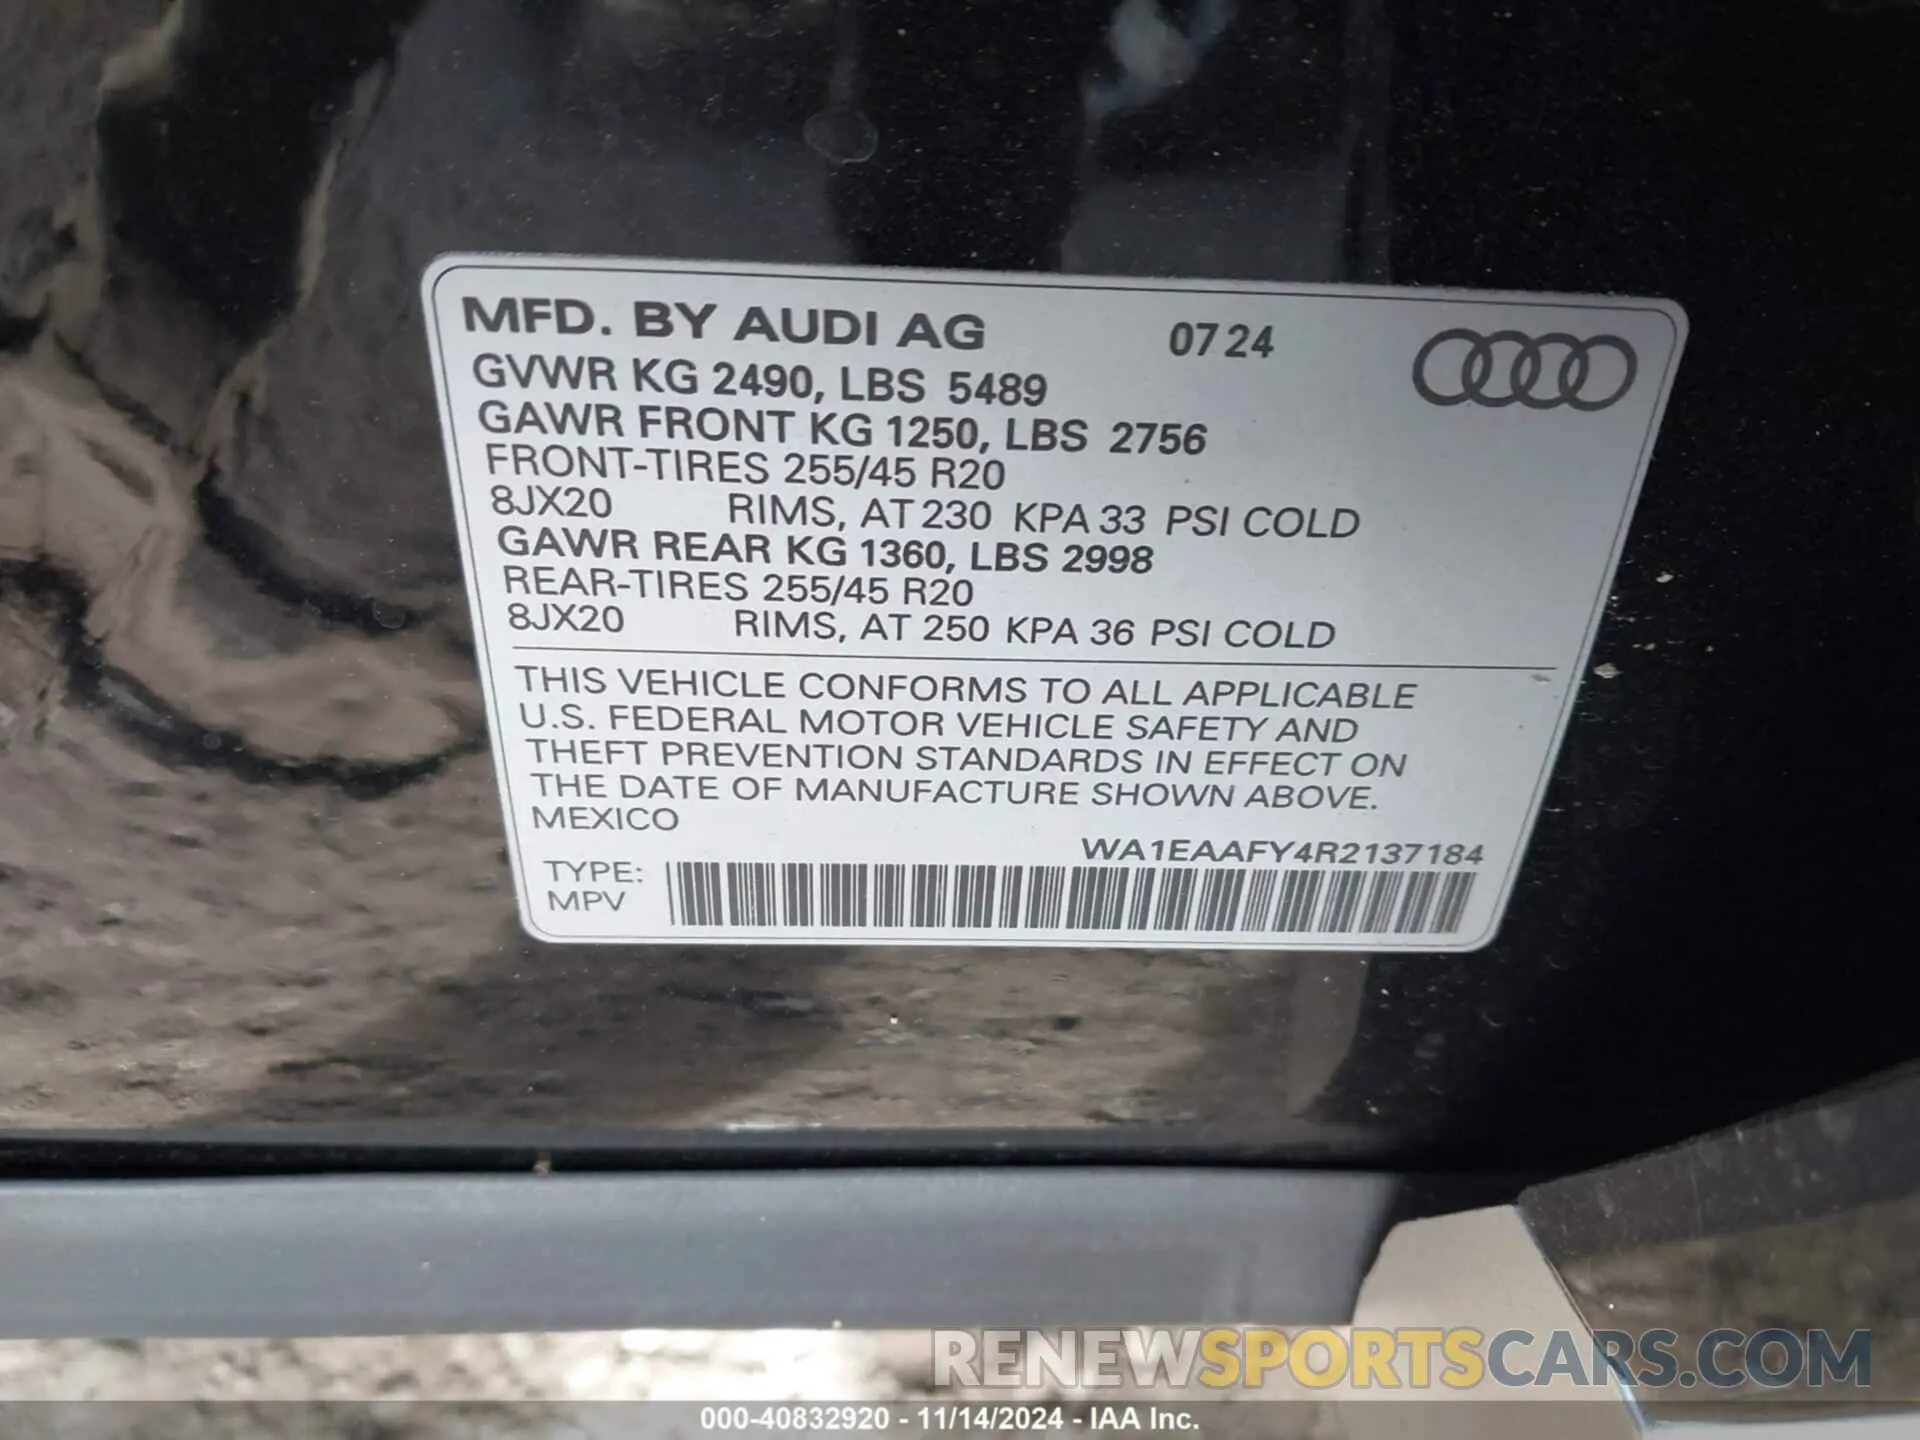 MFD. BY AUDI AG 07 24
GVWR KG 2490, LBS 5489
GAWR FRONT KG 1250, LBS 2756
FRONT-TIRES 255/45 R20
8JX20 RIMS, AT 230 KPA 33 PSI COLD
GAWR REAR KG 1360, LBS 2998
REAR-TIRES 255/45 R20
8JX20 RIMS, AT 250 KPA 36 PSI COLD
THIS VEHICLE CONFORMS TO ALL APPLICABLE
U.S. FEDERAL MOTOR VEHICLE SAFETY AND
THEFT PREVENTION STANDARDS IN EFFECT ON
THE DATE OF MANUFACTURE SHOWN ABOVE.
MEXICO
WA1EAAFY4R2137184
TYPE:
MPV
RENEWSPORTSCARS.COM
000-40832920 - 11/14/2024 - IAA Inc.